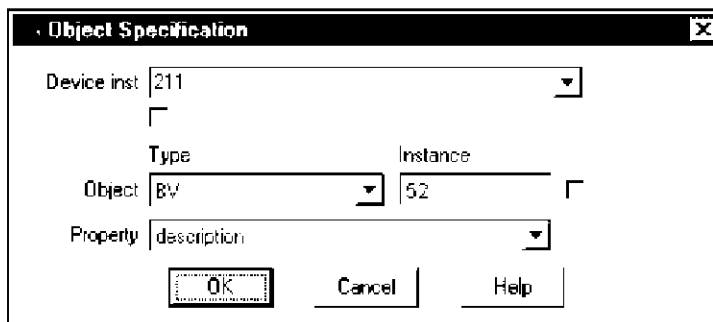 Object Specification
Device inst 211
Type Instance
Object BV 52
Property description
OK Cancel Help